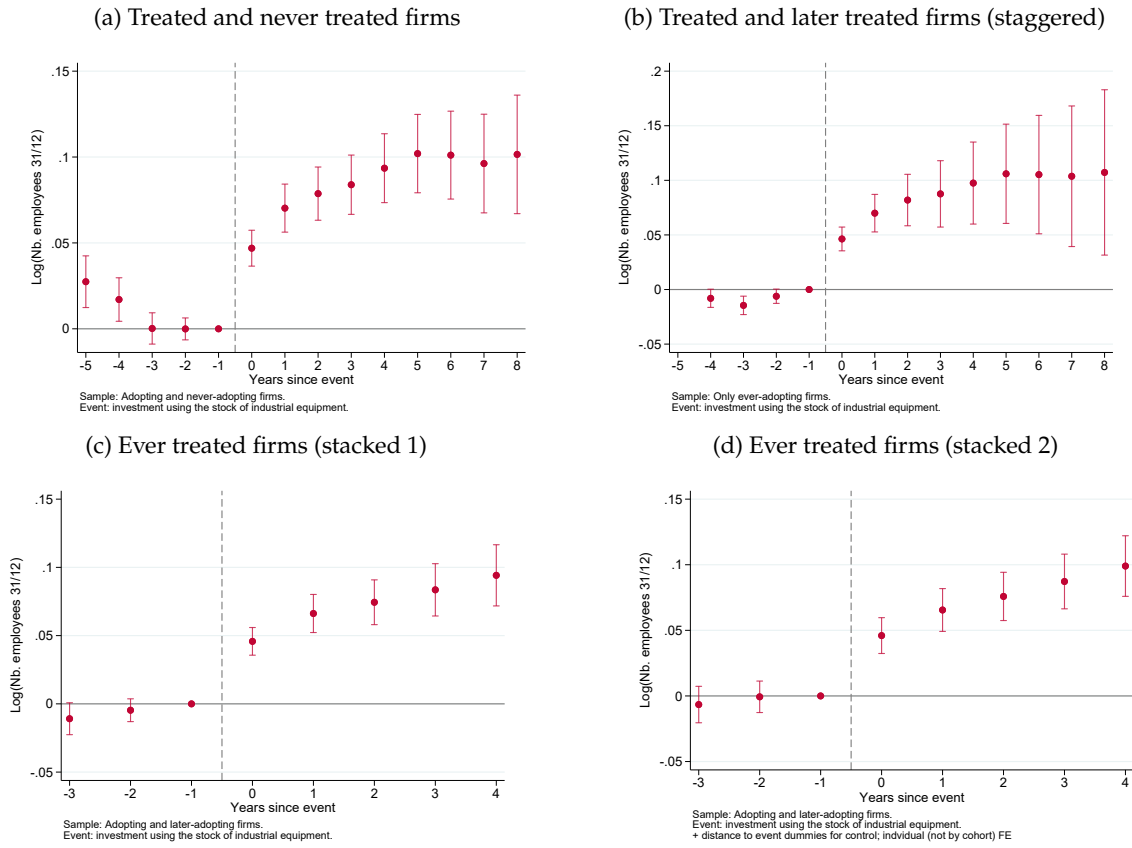 (a) Treated and never treated firms
.15
.1
.05
0
Log(Nb. employees 31/12)
-5 -4 -3 -2 -1 0 1 2 3 4 5 6 7 8
Years since event
Sample: Adopting and never-adopting firms.
Event: investment using the stock of industrial equipment.
(b) Treated and later treated firms (staggered)
.2
.15
.1
.05
0
-.05
Log(Nb. employees 31/12)
-5 -4 -3 -2 -1 0 1 2 3 4 5 6 7 8
Years since event
Sample: Only ever-adopting firms.
Event: investment using the stock of industrial equipment.
(c) Ever treated firms (stacked 1)
.15
.1
.05
0
-.05
Log(Nb. employees 31/12)
-3 -2 -1 0 1 2 3 4
Years since event
Sample: Adopting and later-adopting firms.
Event: investment using the stock of industrial equipment.
(d) Ever treated firms (stacked 2)
.15
.1
.05
0
-.05
Log(Nb. employees 31/12)
-3 -2 -1 0 1 2 3 4
Years since event
Sample: Adopting and later-adopting firms.
Event: investment using the stock of industrial equipment.
+ distance to event dummies for control; indvidual (not by cohort) FE